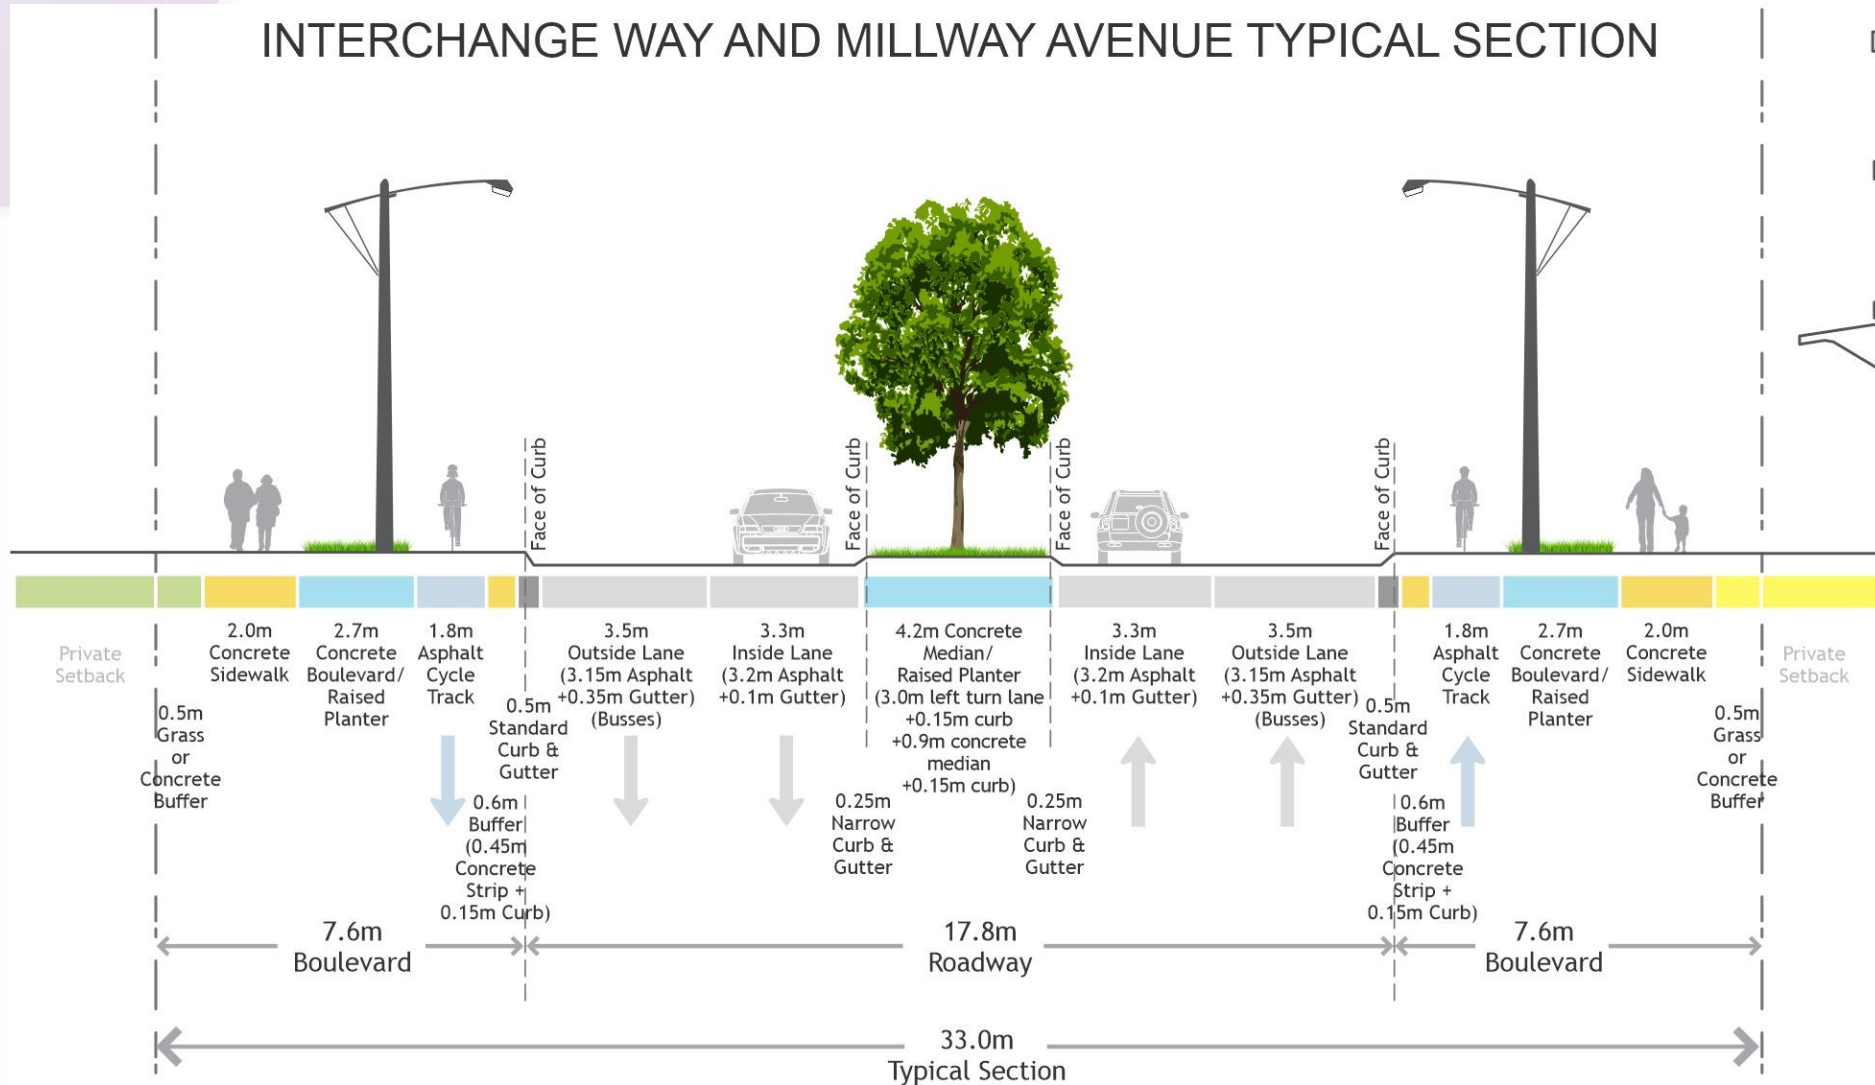 INTERCHANGE WAY AND MILLWAY AVENUE TYPICAL SECTION
Face of Curb
Face of Curb
Face of Curb
Face of Curb
Private
Setback
0.5m
Grass
or
Concrete
Buffer
2.0m
Concrete
Sidewalk
2.7m
Concrete
Boulevard/
Raised
Planter
1.8m
Asphalt
Cycle
Track
0.6m
Buffer
(0.45m
Concrete
Strip +
0.15m Curb)
0.5m
Standard
Curb &
Gutter
3.5m
Outside Lane
(3.15m Asphalt
+0.35m Gutter)
(Busses)
3.3m
Inside Lane
(3.2m Asphalt
+0.1m Gutter)
0.25m
Narrow
Curb &
Gutter
4.2m Concrete
Median/
Raised Planter
(3.0m left turn lane
+0.15m curb
+0.9m concrete
median
+0.15m curb)
0.25m
Narrow
Curb &
Gutter
3.3m
Inside Lane
(3.2m Asphalt
+0.1m Gutter)
3.5m
Outside Lane
(3.15m Asphalt
+0.35m Gutter)
(Busses)
0.5m
Standard
Curb &
Gutter
0.6m
Buffer
(0.45m
Concrete
Strip +
0.15m Curb)
1.8m
Asphalt
Cycle
Track
2.7m
Concrete
Boulevard/
Raised
Planter
2.0m
Concrete
Sidewalk
0.5m
Grass
or
Concrete
Buffer
Private
Setback
7.6m
Boulevard
17.8m
Roadway
7.6m
Boulevard
33.0m
Typical Section